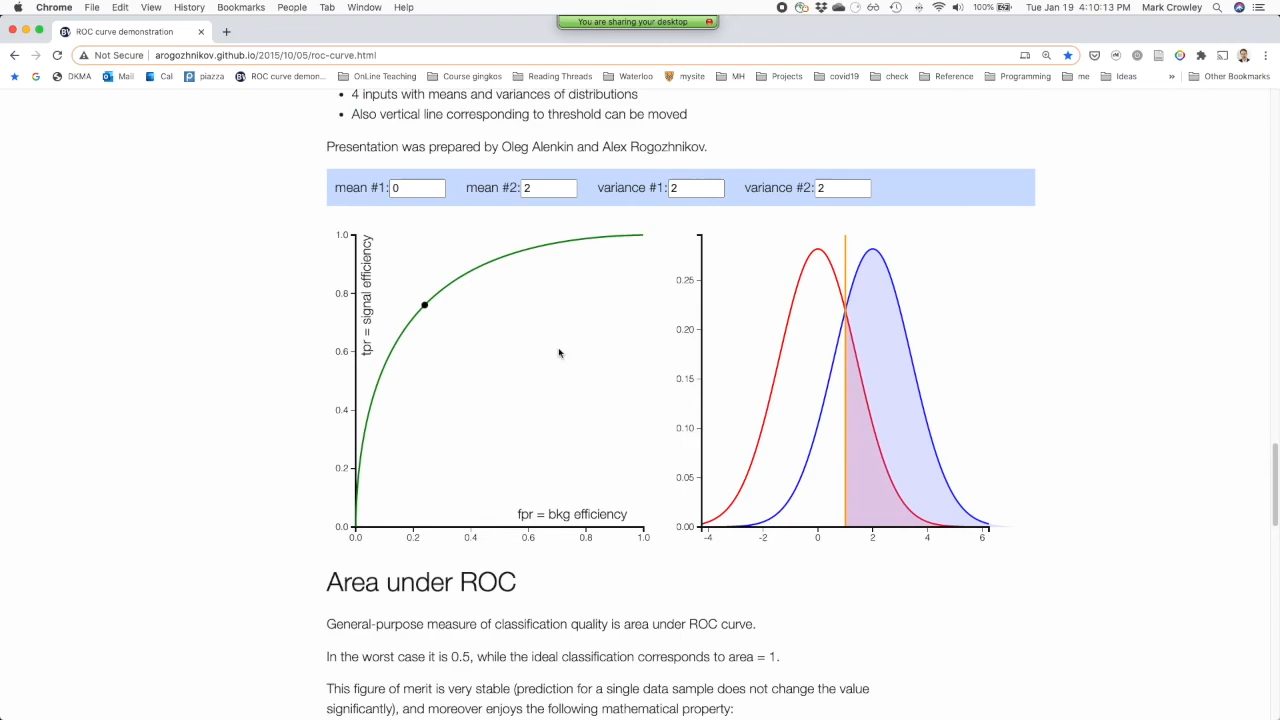 Chrome File Edit View History Bookmarks People Tab Window Help
100% Tue Jan 19 4:10:13 PM Mark Crowley
You are sharing your desktop
ROC curve demonstration
Not Secure arogozhnikov.github.io/2015/10/05/roc-curve.html
DKMA Mail Cal piazza ROC curve demon... OnLine Teaching Course gingkos Reading Threads Waterloo mysite MH Projects covid19 check Reference Programming me Ideas » Other Bookmarks
• 4 inputs with means and variances of distributions
• Also vertical line corresponding to threshold can be moved
Presentation was prepared by Oleg Alenkin and Alex Rogozhnikov.
mean #1: 0 mean #2: 2 variance #1: 2 variance #2: 2
1.0
0.8
0.6
0.4
0.2
0.0
tpr = signal efficiency
fpr = bkg efficiency
0.0 0.2 0.4 0.6 0.8 1.0
0.25
0.20
0.15
0.10
0.05
0.00
-4 -2 0 2 4 6
Area under ROC
General-purpose measure of classification quality is area under ROC curve.
In the worst case it is 0.5, while the ideal classification corresponds to area = 1.
This figure of merit is very stable (prediction for a single data sample does not change the value
significantly), and moreover enjoys the following mathematical property: